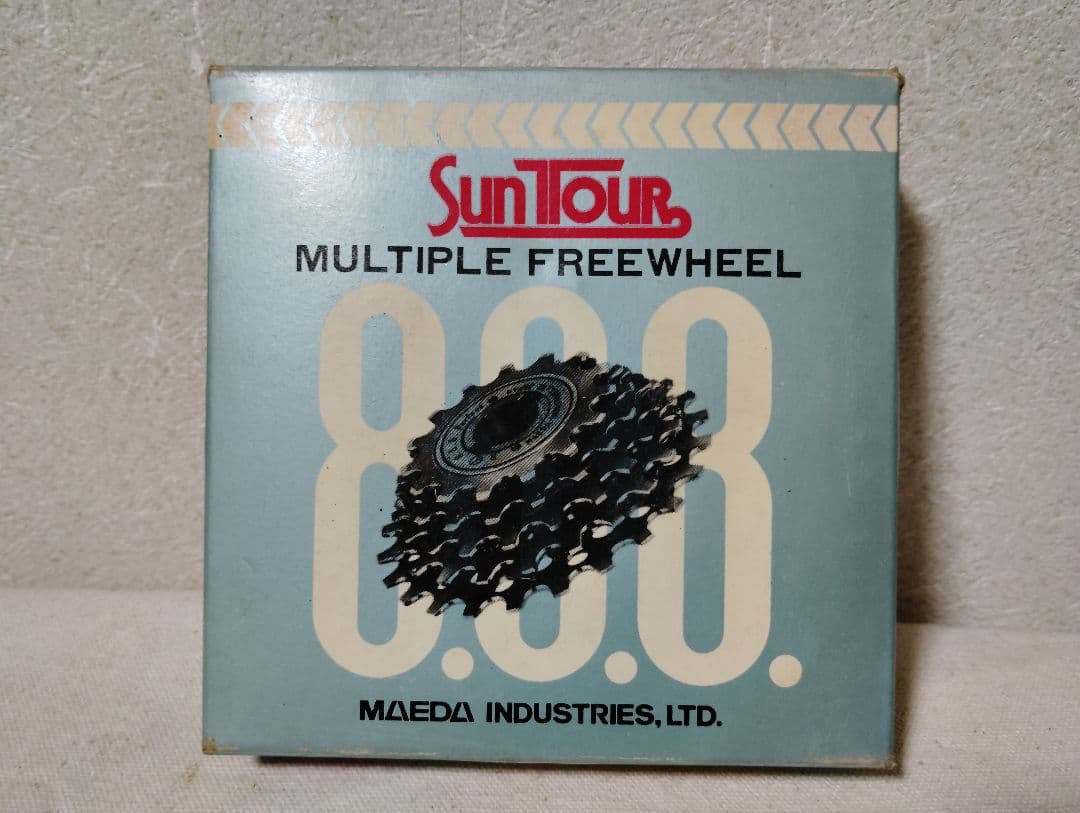 SunTour
MULTIPLE FREEWHEEL
8.8.8.
MAEDA INDUSTRIES, LTD.